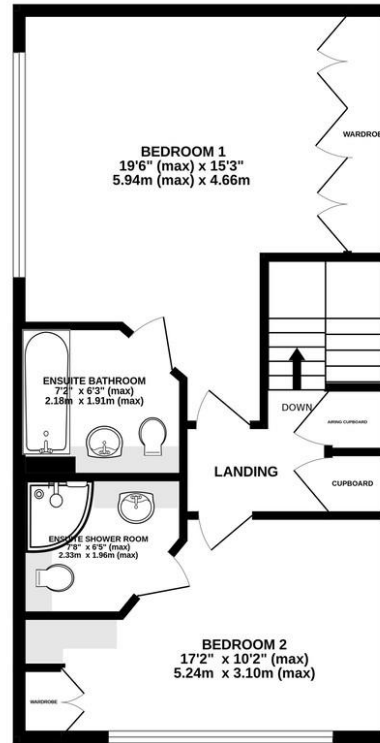 BEDROOM 1
19'6" (max) x 15'3"
5.94m (max) x 4.66m
WARDROBE
ENSUITE BATHROOM
7'2" x 6'3" (max)
2.18m x 1.91m (max)
DOWN
AIRING CUPBOARD
LANDING
CUPBOARD
ENSUITE SHOWER ROOM
7'8" x 6'5" (max)
2.33m x 1.96m (max)
BEDROOM 2
17'2" x 10'2" (max)
5.24m x 3.10m (max)
WARDROBE